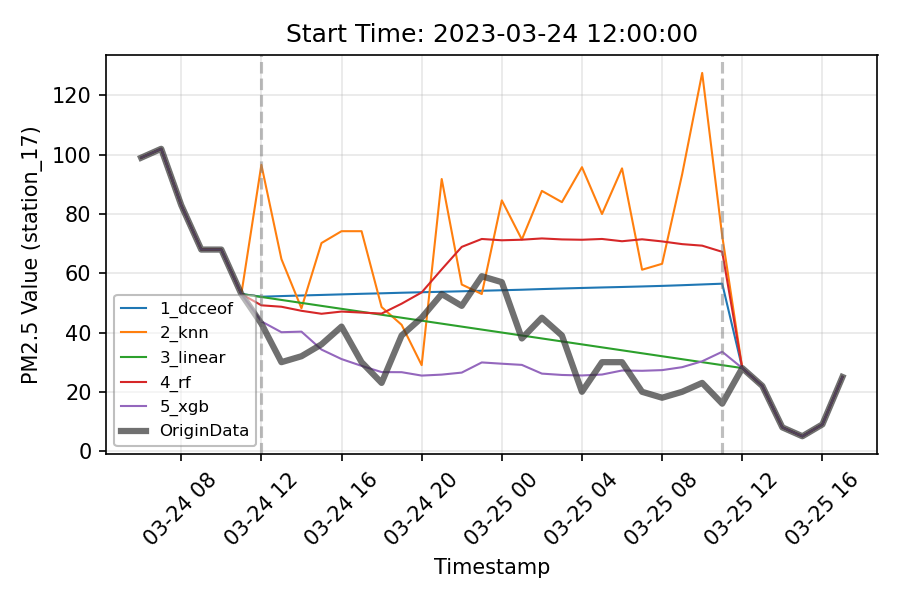 Start Time: 2023-03-24 12:00:00
PM2.5 Value (station_17)
120
100
80
60
40
20
0
1_dcceof
2_knn
3_linear
4_rf
5_xgb
OriginData
03-24 08
03-24 12
03-24 16
03-24 20
03-25 00
03-25 04
03-25 08
03-25 12
03-25 16
Timestamp